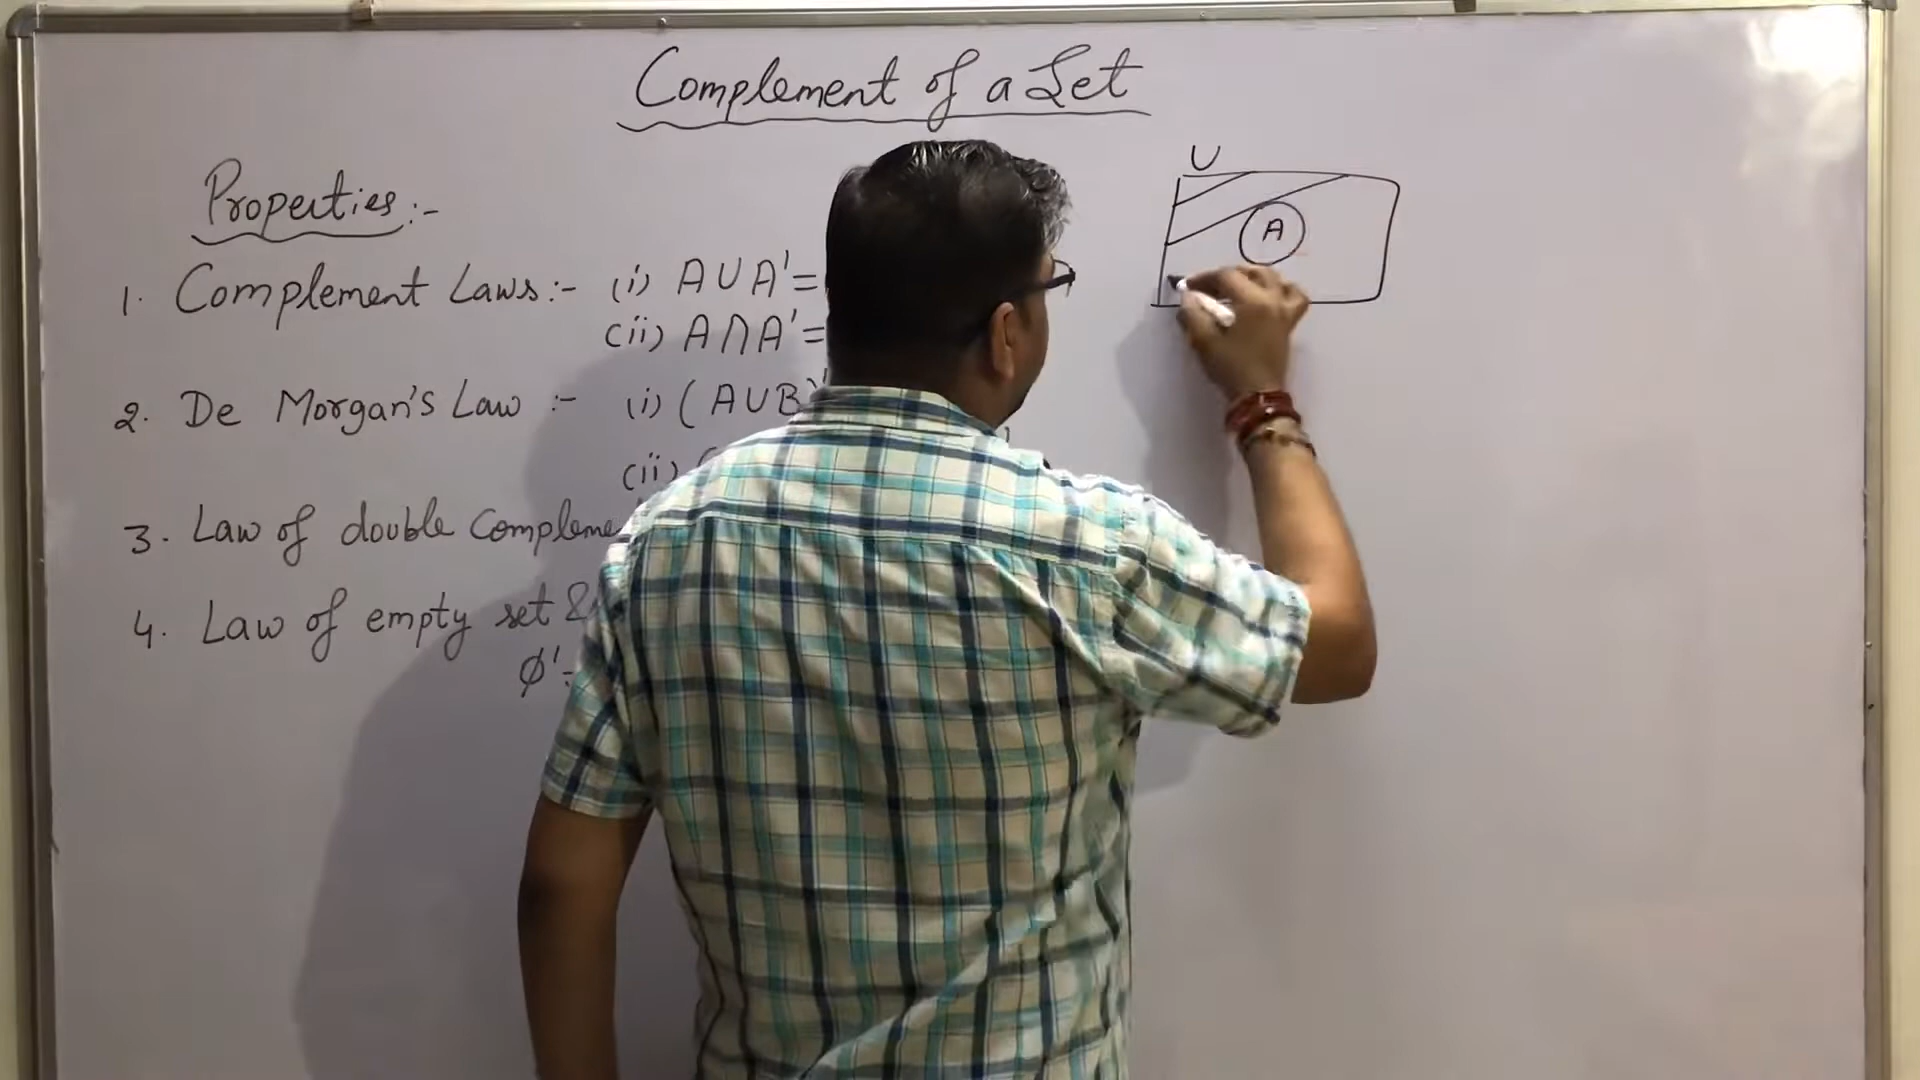 Complement of a Set
Properties:-
1. Complement Laws:- (i) A∪A'=
(ii) A∩A'=
2. De Morgan's Law :- (i) (A∪B)'
(ii) (
3. Law of double
4. Law of empty set &
φ'=
U
A